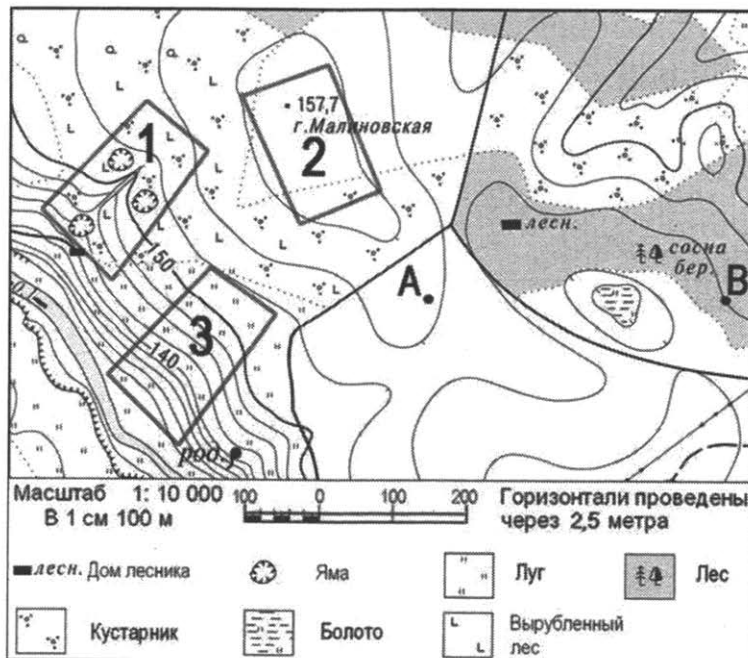 157,7
г. Малиновская
1
2
лесн.
сосна
бер.
150
А
В
3
140
род.
Масштаб 1: 10 000
В 1 см 100 м
100 0 100 200
Горизонтали проведены
через 2,5 метра
лесн. Дом лесника
Яма
Луг
Лес
Кустарник
Болото
Вырубленный
лес